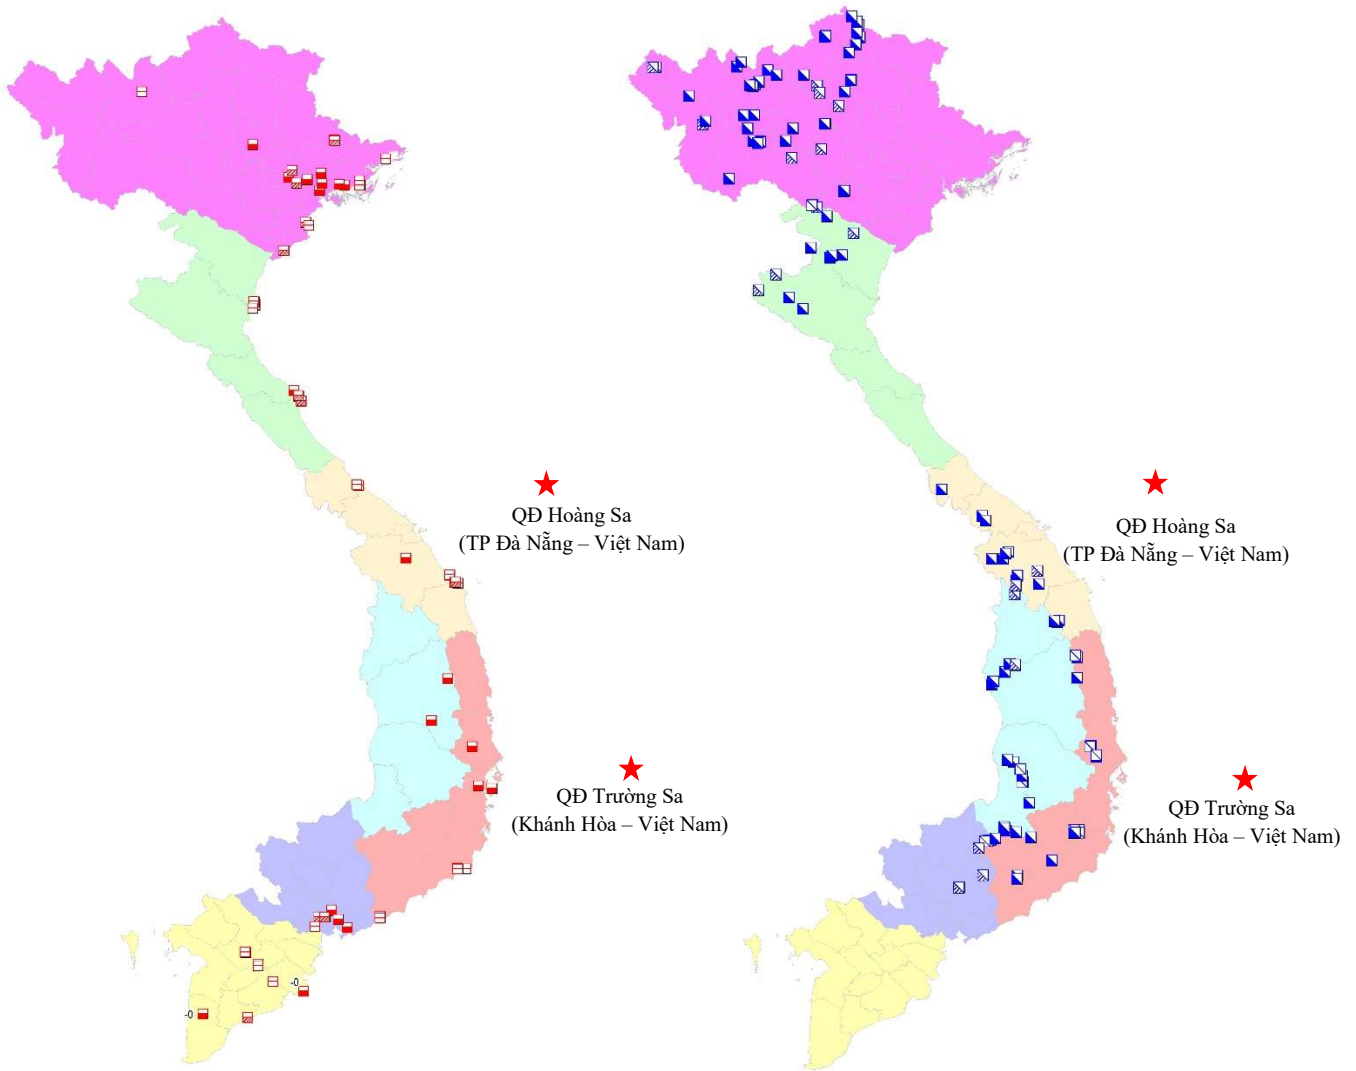 QĐ Hoàng Sa
(TP Đà Nẵng – Việt Nam)
QĐ Trường Sa
(Khánh Hòa – Việt Nam)
-0
-0
QĐ Hoàng Sa
(TP Đà Nẵng – Việt Nam)
QĐ Trường Sa
(Khánh Hòa – Việt Nam)